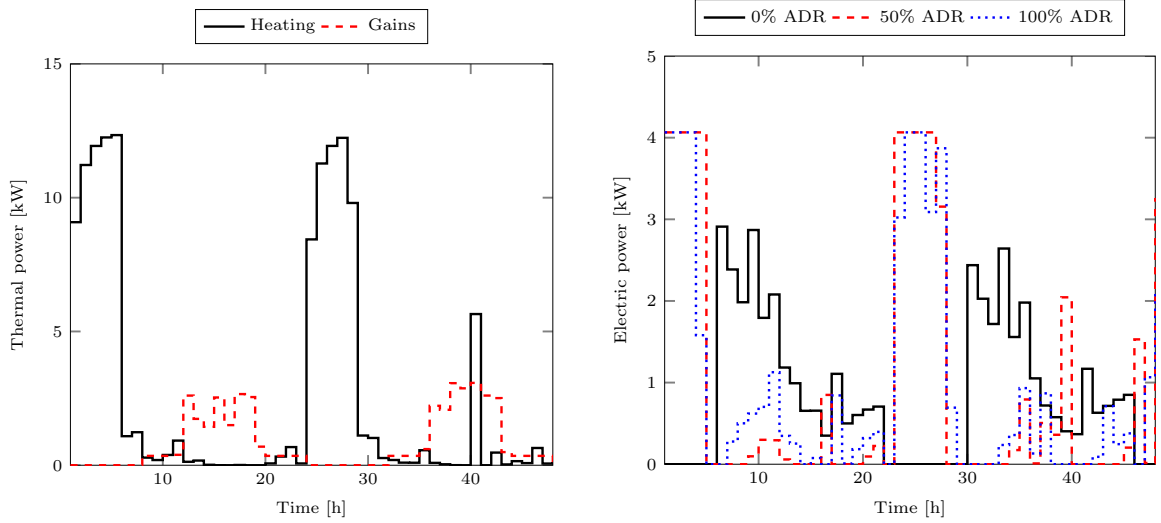 Heating Gains
15
10
5
0
10 20 30 40
Thermal power [kW]
Time [h]
0% ADR 50% ADR 100% ADR
5
4
3
2
1
0
10 20 30 40
Electric power [kW]
Time [h]